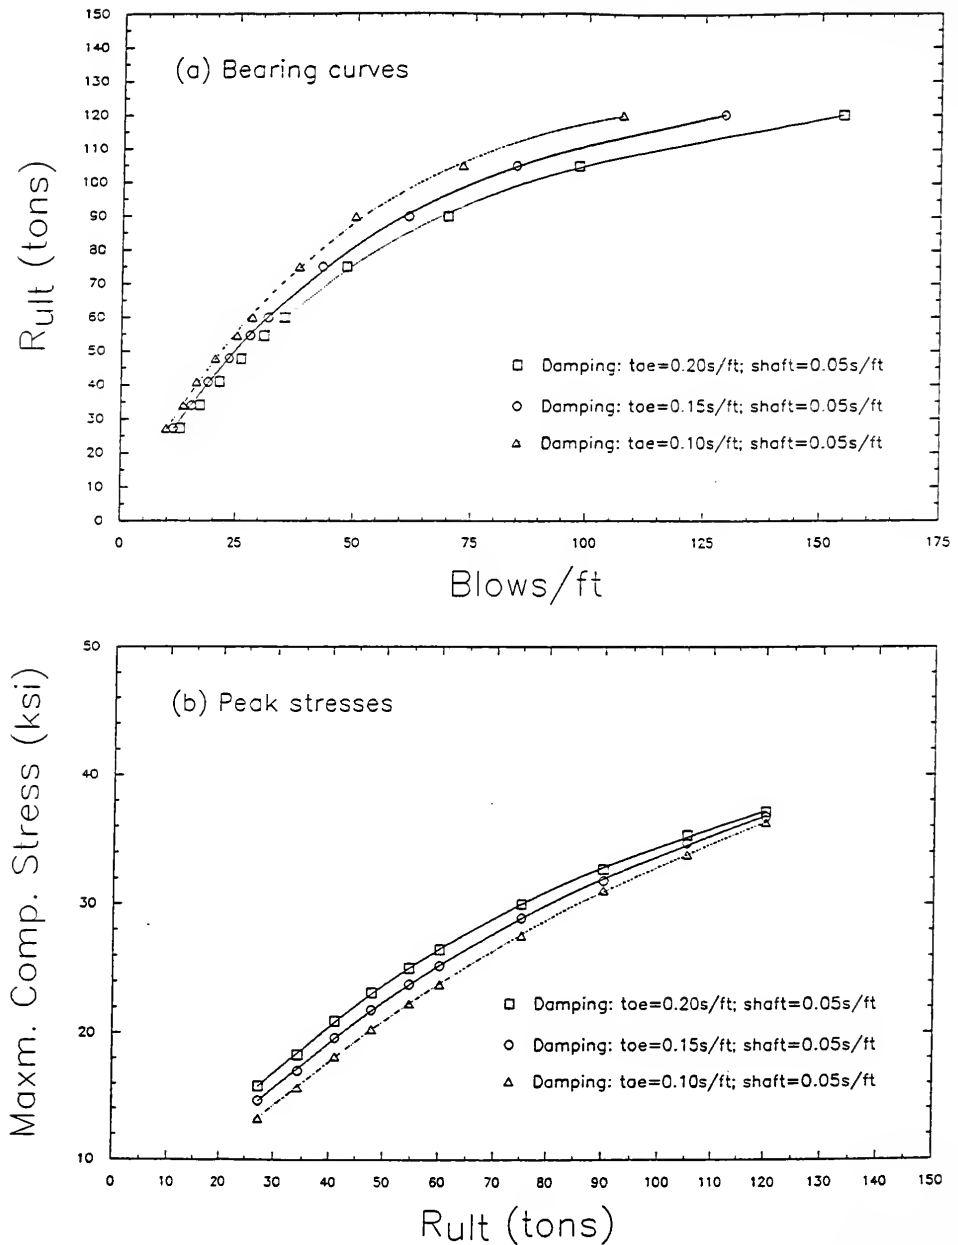 150
140
130
120
110
100
90
80
70
60
50
40
30
20
10
0
Rult (tons)
(a) Bearing curves
Damping: toe=0.20s/ft; shaft=0.05s/ft
Damping: toe=0.15s/ft; shaft=0.05s/ft
Damping: toe=0.10s/ft; shaft=0.05s/ft
0 25 50 75 100 125 150 175
Blows/ft
50
40
30
20
10
Maxm. Comp. Stress (ksi)
(b) Peak stresses
Damping: toe=0.20s/ft; shaft=0.05s/ft
Damping: toe=0.15s/ft; shaft=0.05s/ft
Damping: toe=0.10s/ft; shaft=0.05s/ft
0 10 20 30 40 50 60 70 80 90 100 110 120 130 140 150
Rult (tons)